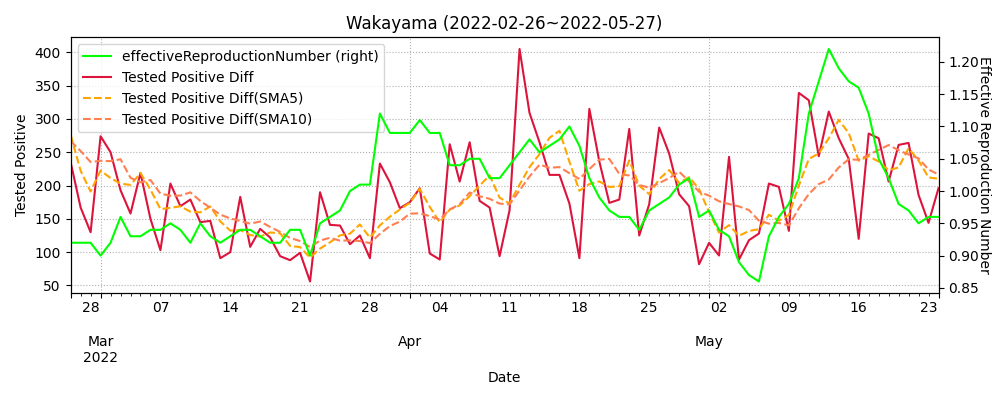 Wakayama (2022-02-26~2022-05-27)
effectiveReproductionNumber (right)
Tested Positive Diff
Tested Positive Diff(SMA5)
Tested Positive Diff(SMA10)
Tested Positive
400
350
300
250
200
150
100
50
1.20
1.15
1.10
1.05
1.00
0.95
0.90
0.85
Effective Reproduction Number
28 07 14 21 28 04 11 18 25 02 09 16 23
Mar Apr May
2022
Date